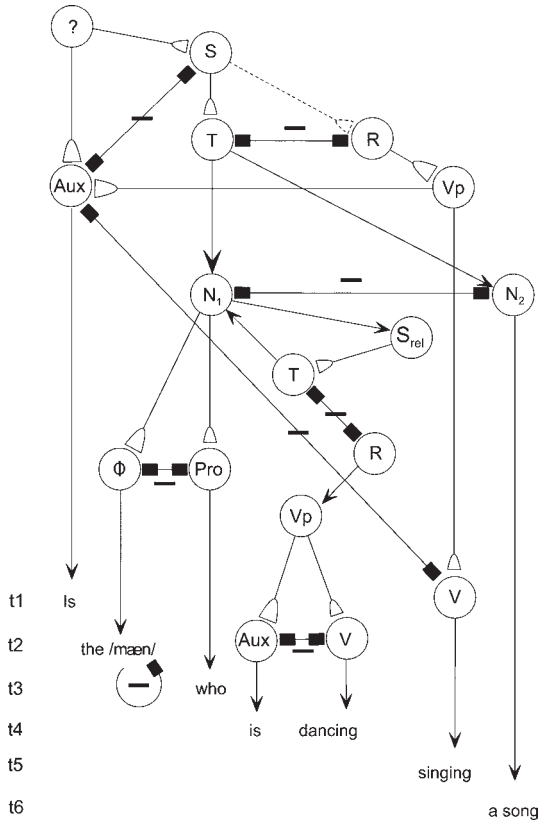 ?
S
T
R
Aux
Vp
N1
N2
Srel
T
R
Φ
Pro
Vp
t1 Is
V
t2 the /mæn/
Aux
V
t3 who
t4 is dancing
t5 singing
t6 a song